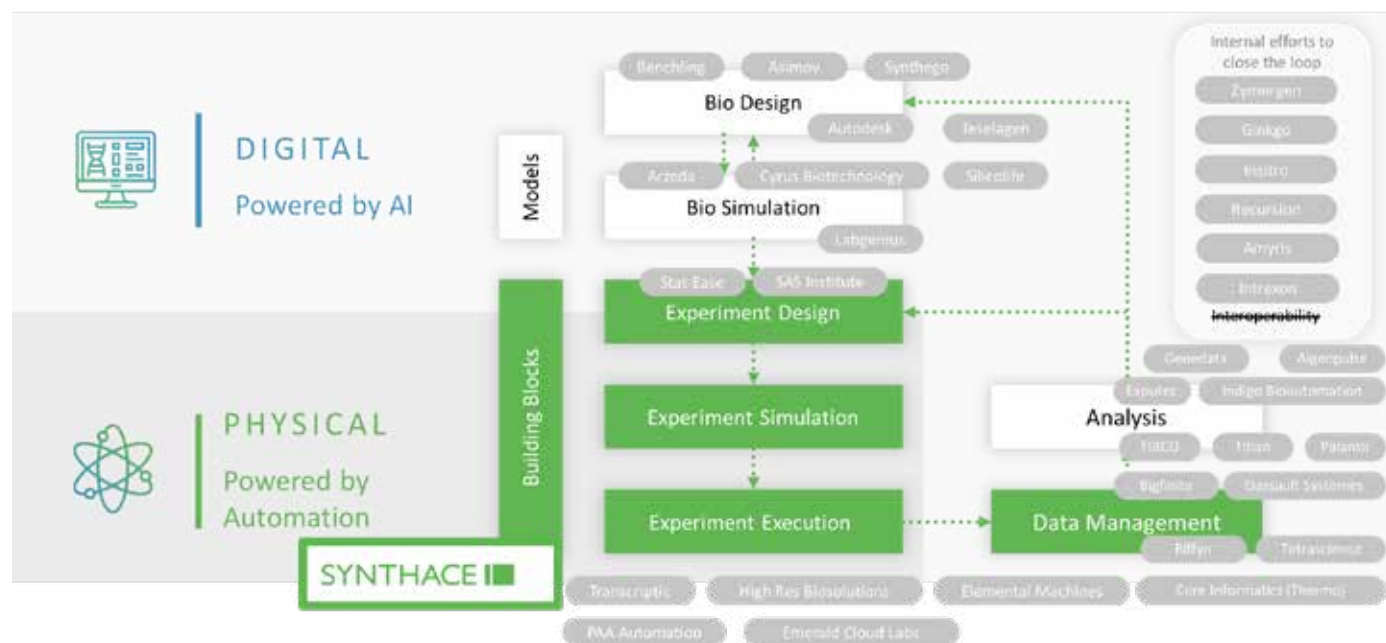 Internal efforts to
close the loop
Zymergen
Ginkgo
Insitro
Recursion
Amyris
Intrexon
Interoperability
Benchling
Asimov
Synthego
Bio Design
Autodesk
Teselagen
DIGITAL
Powered by AI
Models
Arzeda
Cyrus Biotechnology
Silicolife
Bio Simulation
Labgenius
Stat-Ease
SAS Institute
Experiment Design
Building Blocks
Genedata
Aigenpulse
Exputec
Indigo Bioautomation
Experiment Simulation
Analysis
PHYSICAL
Powered by
Automation
TIBCO
Titian
Palantir
Bigfinite
Dassault Systemes
Experiment Execution
Data Management
Riffyn
Tetrascience
SYNTHACE
Transcriptic
High Res Biosolutions
Elemental Machines
Core Informatics (Thermo)
PAA Automation
Emerald Cloud Labs